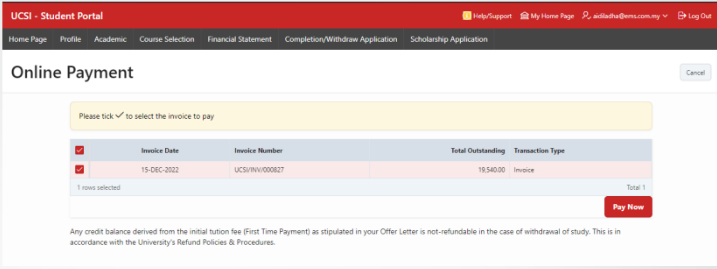 UCSI - Student Portal
Help/Support My Home Page aidiladha@ems.com.my Log Out
Home Page Profile Academic Course Selection Financial Statement Completion/Withdraw Application Scholarship Application
Online Payment
Cancel
Please tick ✓ to select the invoice to pay
Invoice Date Invoice Number Total Outstanding Transaction Type
15-DEC-2022 UCSI/INV/000827 19,540.00 Invoice
1 rows selected Total 1
Pay Now
Any credit balance derived from the initial tution fee (First Time Payment) as stipulated in your Offer Letter is not-refundable in the case of withdrawal of study. This is in
accordance with the University's Refund Policies & Procedures.